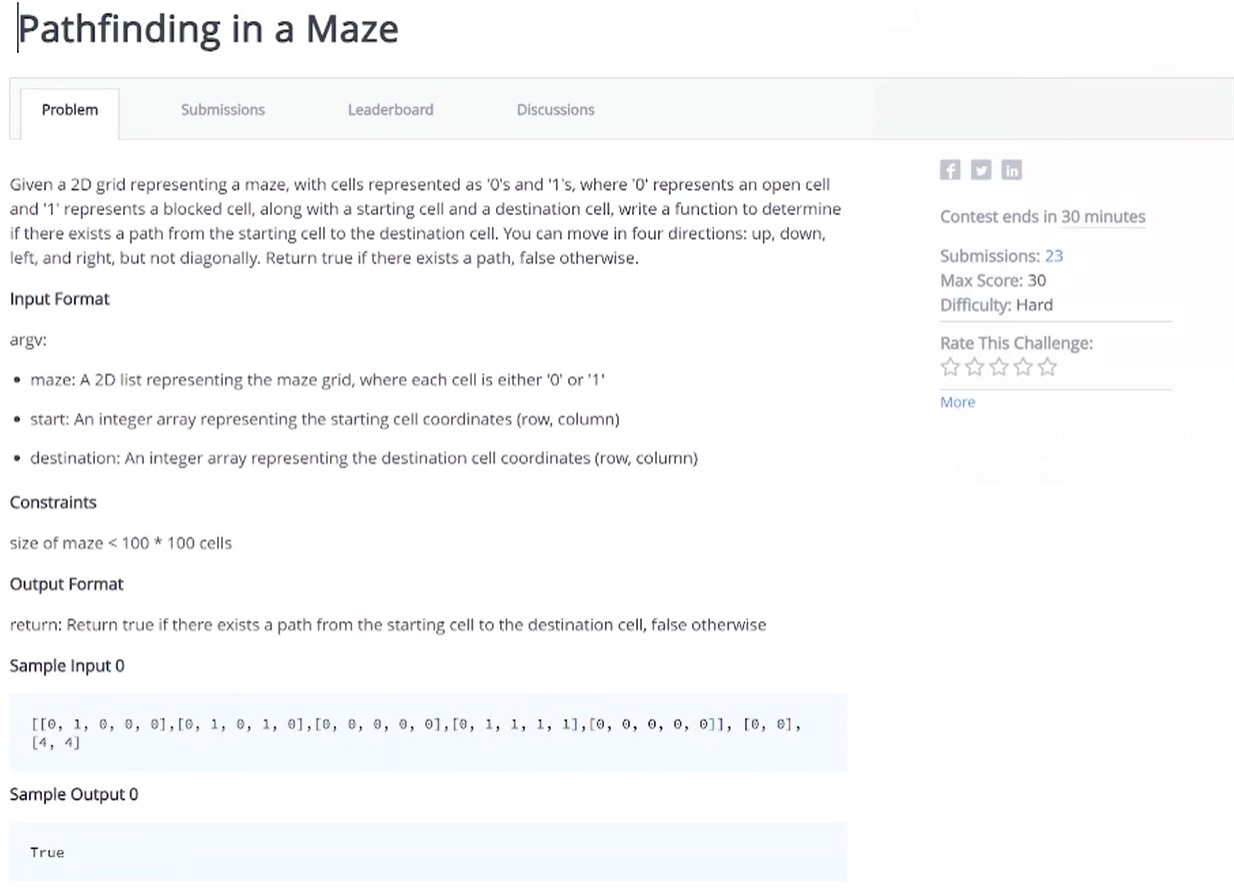 Pathfinding in a Maze
Problem
Submissions
Leaderboard
Discussions
Given a 2D grid representing a maze, with cells represented as '0's and '1's, where '0' represents an open cell
and '1' represents a blocked cell, along with a starting cell and a destination cell, write a function to determine
if there exists a path from the starting cell to the destination cell. You can move in four directions: up, down,
left, and right, but not diagonally. Return true if there exists a path, false otherwise.
Input Format
argv:
• maze: A 2D list representing the maze grid, where each cell is either '0' or '1'
• start: An integer array representing the starting cell coordinates (row, column)
• destination: An integer array representing the destination cell coordinates (row, column)
Constraints
size of maze < 100 * 100 cells
Output Format
return: Return true if there exists a path from the starting cell to the destination cell, false otherwise
Sample Input 0
[[0, 1, 0, 0, 0],[0, 1, 0, 1, 0],[0, 0, 0, 0, 0],[0, 1, 1, 1, 1],[0, 0, 0, 0, 0]], [0, 0],
[4, 4]
Sample Output 0
True
Contest ends in 30 minutes
Submissions: 23
Max Score: 30
Difficulty: Hard
Rate This Challenge:
More